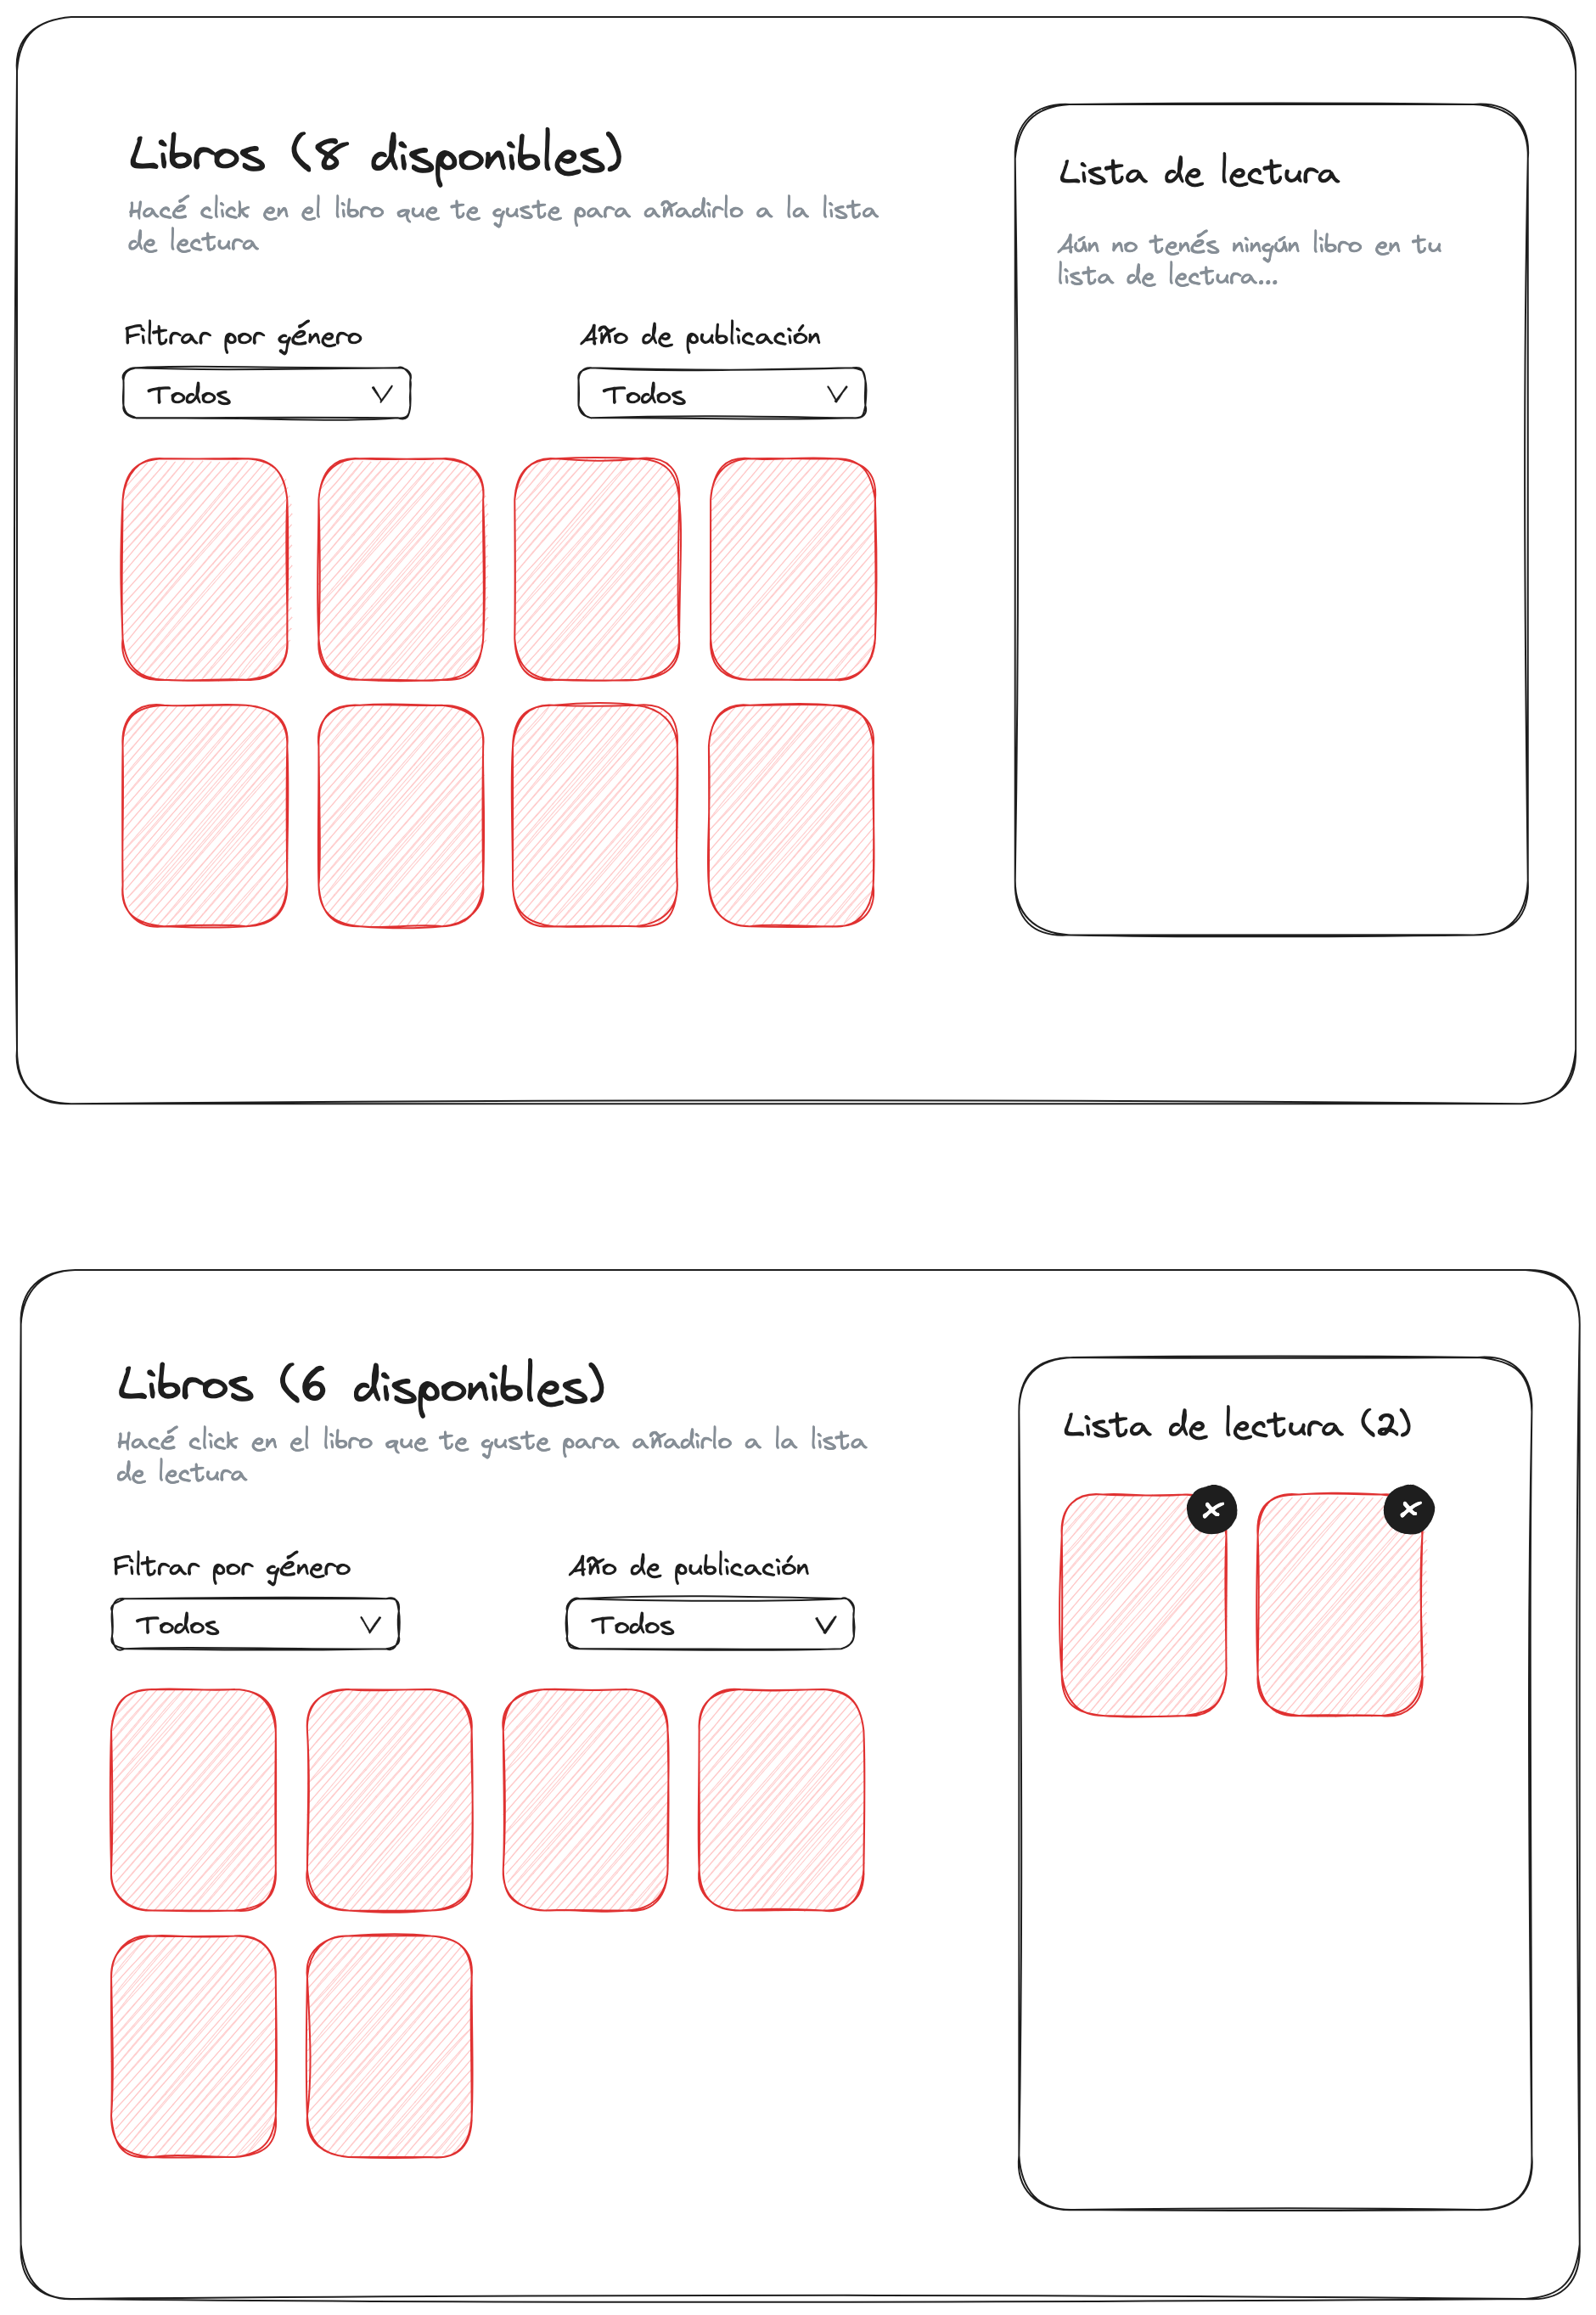 Libros (8 disponibles)
Hacé click en el libro que te guste para añadirlo a la lista
de lectura
Filtrar por género
Año de publicación
Todos
Todos
Lista de lectura
Aún no tenés ningún libro en tu
lista de lectura...
Libros (6 disponibles)
Hacé click en el libro que te guste para añadirlo a la lista
de lectura
Filtrar por género
Año de publicación
Todos
Todos
Lista de lectura (2)
x
x